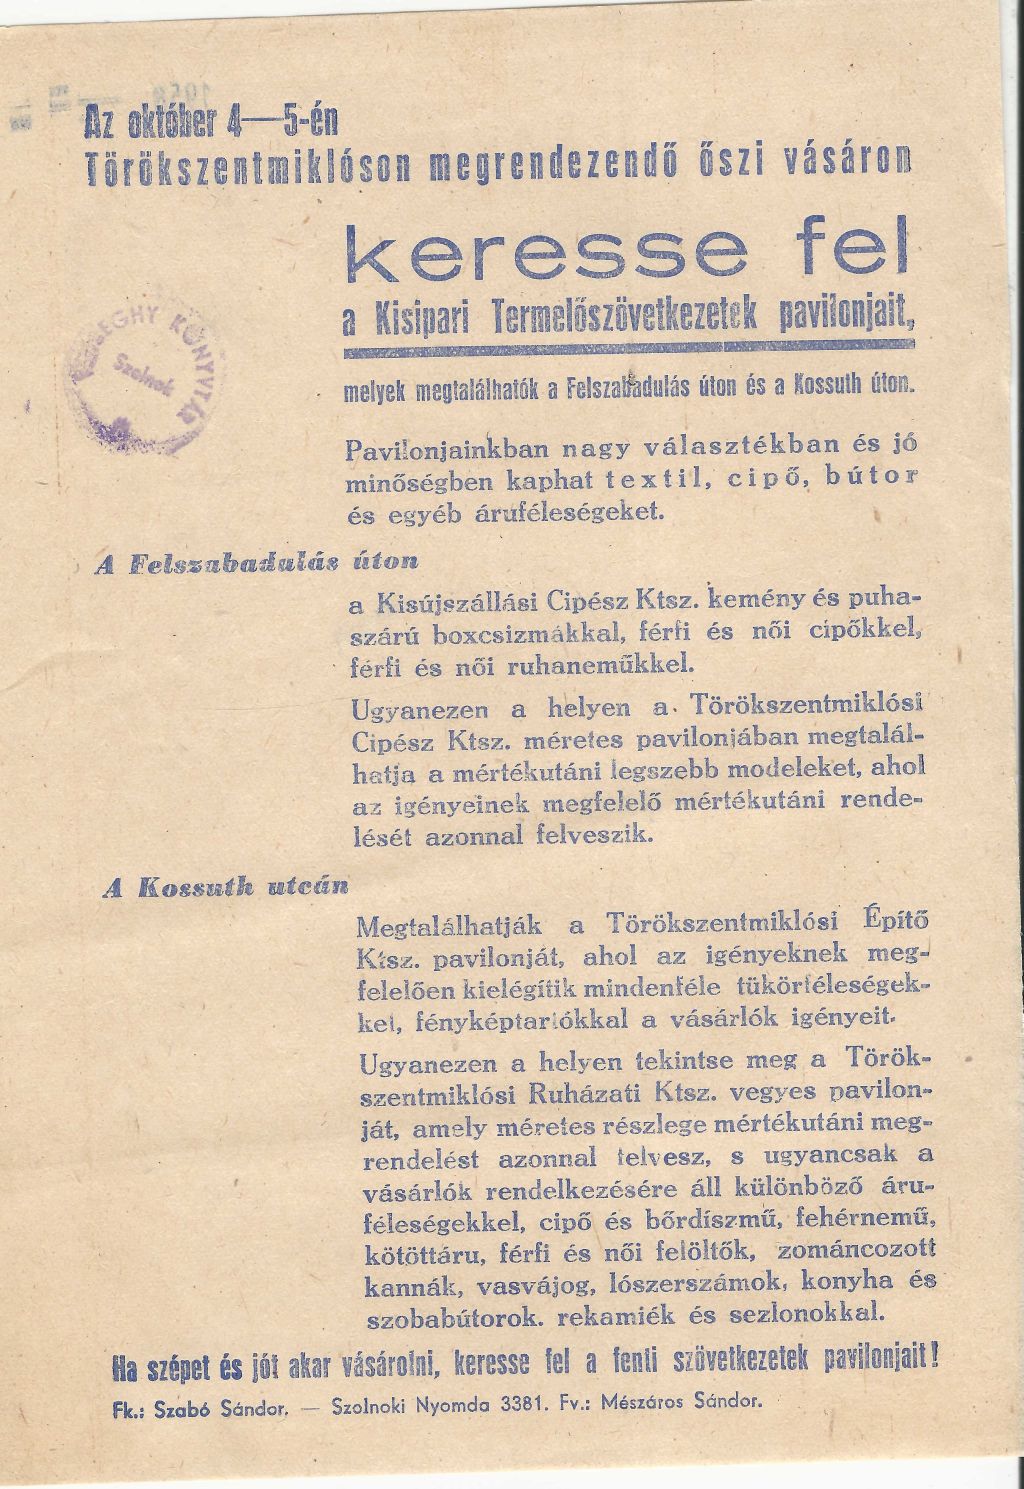 Az október 4—5-én
Törökszentmiklóson megrendezendő őszi vásáron
keresse fel
a Kisipari Termelőszövetkezetek pavilonjait,
melyek megtalálhatók a Felszabadulás úton és a Kossuth úton.
Pavilonjainkban nagy választékban és jó
minőségben kaphat textil, cipő, bútor
és egyéb áruféleségeket.
A Felszabadulás úton
a Kisújszállási Cipész Ktsz. kemény és puha-
szárú boxcsizmákkal, férfi és női cipőkkel,
férfi és női ruhaneműkkel.
Ugyanezen a helyen a Törökszentmiklósi
Cipész Ktsz. méretes pavilonjában megtalál-
hatja a mértékutáni legszebb modeleket, ahol
az igényeinek megfelelő mértékutáni rende-
lését azonnal felveszik.
A Kossuth utcán
Megtalálhatják a Törökszentmiklósi Építő
Ktsz. pavilonját, ahol az igényeknek meg-
felelően kielégítik mindenféle tükörféleségek-
kel, fényképtartókkal a vásárlók igényeit.
Ugyanezen a helyen tekintse meg a Török-
szentmiklósi Ruházati Ktsz. vegyes pavilon-
ját, amely méretes részlege mértékutáni meg-
rendelést azonnal felvesz, s ugyancsak a
vásárlók rendelkezésére áll különböző áru-
féleségekkel, cipő és bőrdíszmű, fehérnemű,
kötöttáru, férfi és női felöltők, zománcozott
kannák, vasvájog, lószerszámok, konyha és
szobabútorok. rekamiék és sezlonokkal.
Ha szépet és jót akar vásárolni, keresse fel a fenti szövetkezetek pavilonjait!
Fk.: Szabó Sándor. — Szolnoki Nyomda 3381. Fv.: Mészáros Sándor.
KÖNYVTÁR
Szolnok